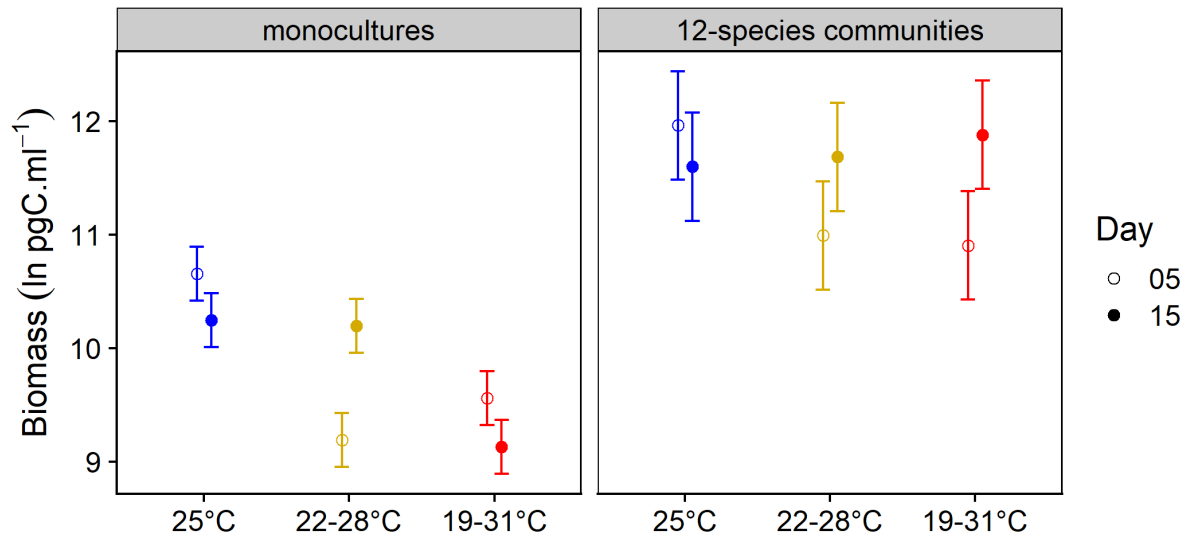 monocultures
12-species communities
Biomass (ln pgC.ml⁻¹)
12
11
10
9
25°C
22-28°C
19-31°C
25°C
22-28°C
19-31°C
Day
05
15